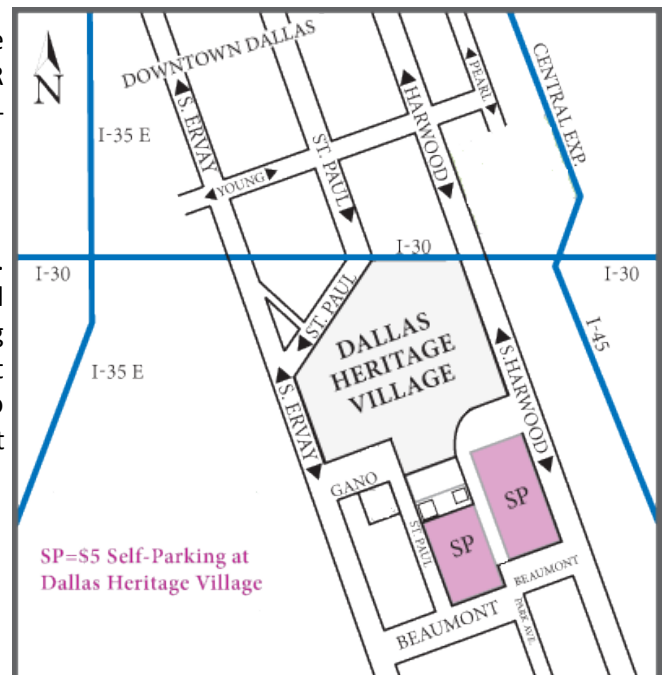 e
R
-
.
l
g
t
o
t
N
DOWNTOWN DALLAS
I-35 E
S. ERVAY
YOUNG
ST. PAUL
HARWOOD
PEARL
CENTRAL EXP.
I-30
I-30
I-30
ST. PAUL
I-35 E
DALLAS
HERITAGE
VILLAGE
S. ERVAY
S.HARWOOD
I-45
GANO
ST PAUL
SP
SP
SP=$5 Self-Parking at
Dallas Heritage Village
BEAUMONT
BEAUMONT
PARK AVE.